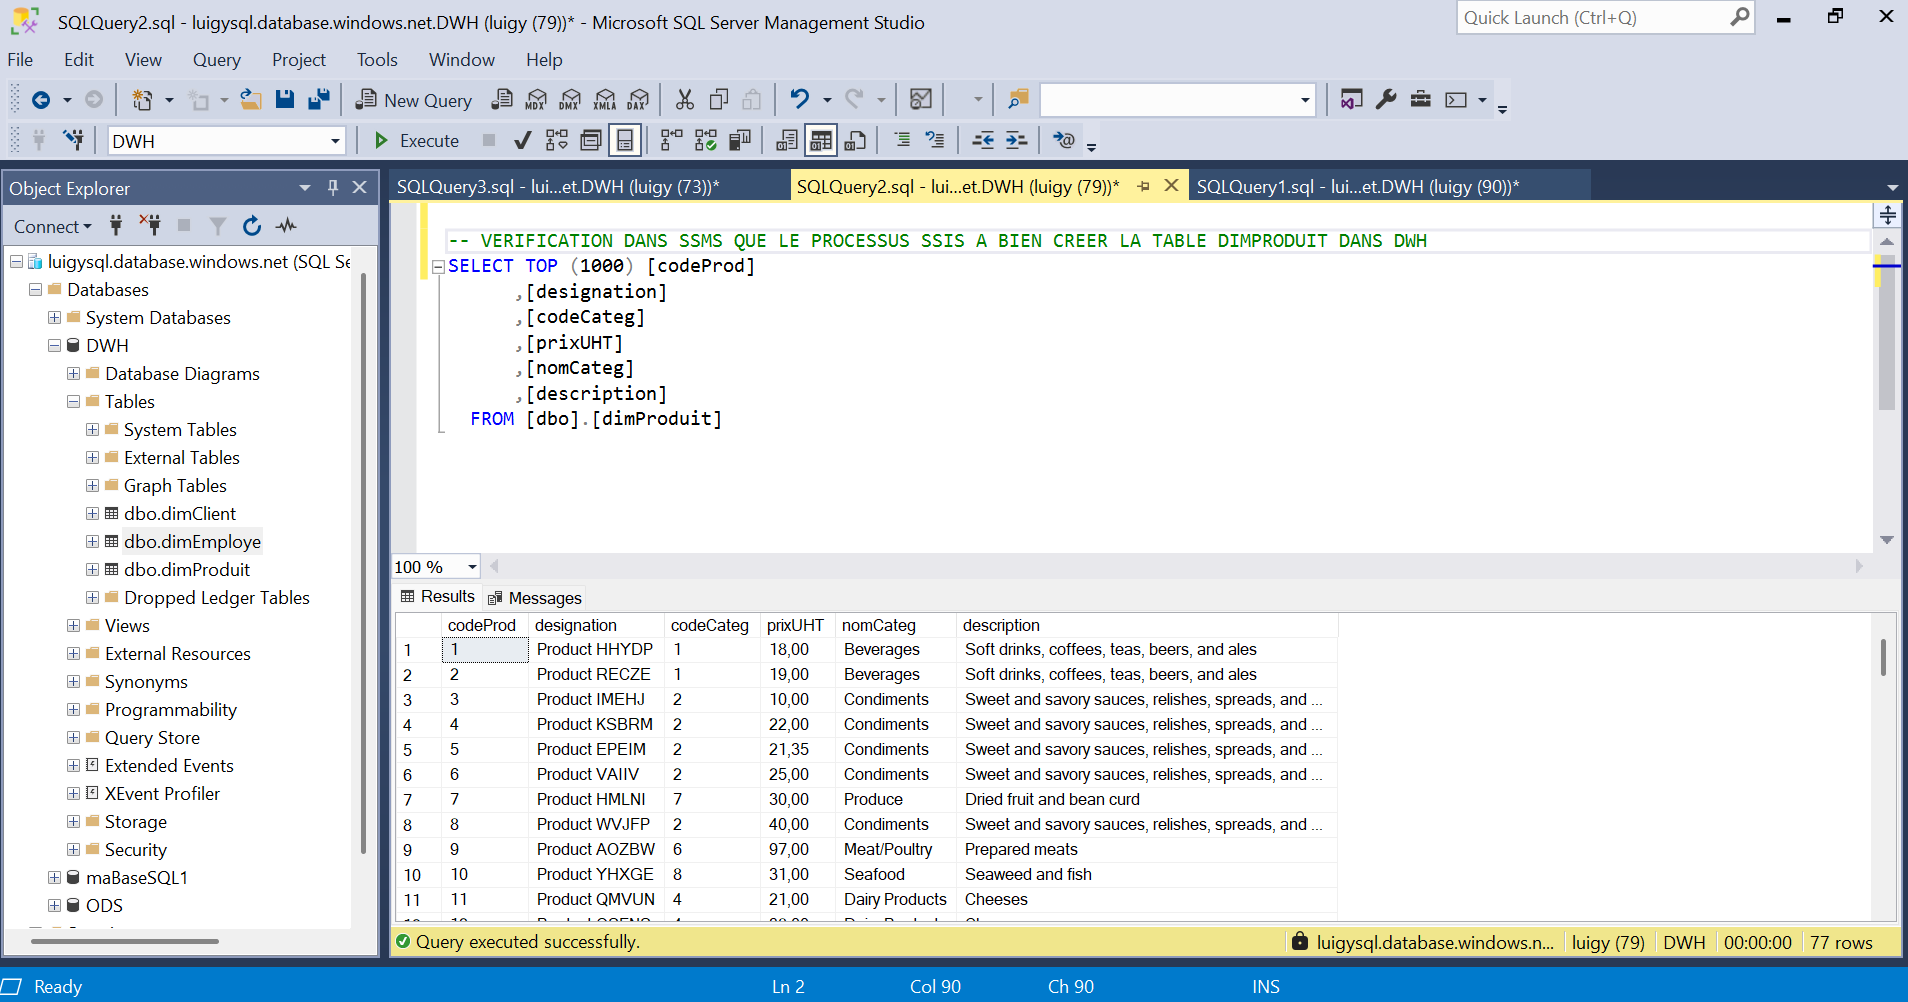 SQLQuery2.sql - luigysql.database.windows.net.DWH (luigy (79))* - Microsoft SQL Server Management Studio
Quick Launch (Ctrl+Q)
File Edit View Query Project Tools Window Help
New Query MDX DMX XMLA DAX
DWH Execute
Object Explorer
SQLQuery3.sql - lui...et.DWH (luigy (73))* SQLQuery2.sql - lui...et.DWH (luigy (79))* SQLQuery1.sql - lui...et.DWH (luigy (90))*
Connect
luigysql.database.windows.net (SQL Se
Databases
System Databases
DWH
Database Diagrams
Tables
System Tables
External Tables
Graph Tables
dbo.dimClient
dbo.dimEmploye
dbo.dimProduit
Dropped Ledger Tables
Views
External Resources
Synonyms
Programmability
Query Store
Extended Events
XEvent Profiler
Storage
Security
maBaseSQL1
ODS
-- VERIFICATION DANS SSMS QUE LE PROCESSUS SSIS A BIEN CREER LA TABLE DIMPRODUIT DANS DWH
SELECT TOP (1000) [codeProd]
,[designation]
,[codeCateg]
,[prixUHT]
,[nomCateg]
,[description]
FROM [dbo].[dimProduit]
100 %
Results Messages
codeProd designation codeCateg prixUHT nomCateg description
1 1 Product HHYDP 1 18,00 Beverages Soft drinks, coffees, teas, beers, and ales
2 2 Product RECZE 1 19,00 Beverages Soft drinks, coffees, teas, beers, and ales
3 3 Product IMEHJ 2 10,00 Condiments Sweet and savory sauces, relishes, spreads, and ...
4 4 Product KSBRM 2 22,00 Condiments Sweet and savory sauces, relishes, spreads, and ...
5 5 Product EPEIM 2 21,35 Condiments Sweet and savory sauces, relishes, spreads, and ...
6 6 Product VAIIV 2 25,00 Condiments Sweet and savory sauces, relishes, spreads, and ...
7 7 Product HMLNI 7 30,00 Produce Dried fruit and bean curd
8 8 Product WVJFP 2 40,00 Condiments Sweet and savory sauces, relishes, spreads, and ...
9 9 Product AOZBW 6 97,00 Meat/Poultry Prepared meats
10 10 Product YHXGE 8 31,00 Seafood Seaweed and fish
11 11 Product QMVUN 4 21,00 Dairy Products Cheeses
Query executed successfully. luigysql.database.windows.n... luigy (79) DWH 00:00:00 77 rows
Ready Ln 2 Col 90 Ch 90 INS